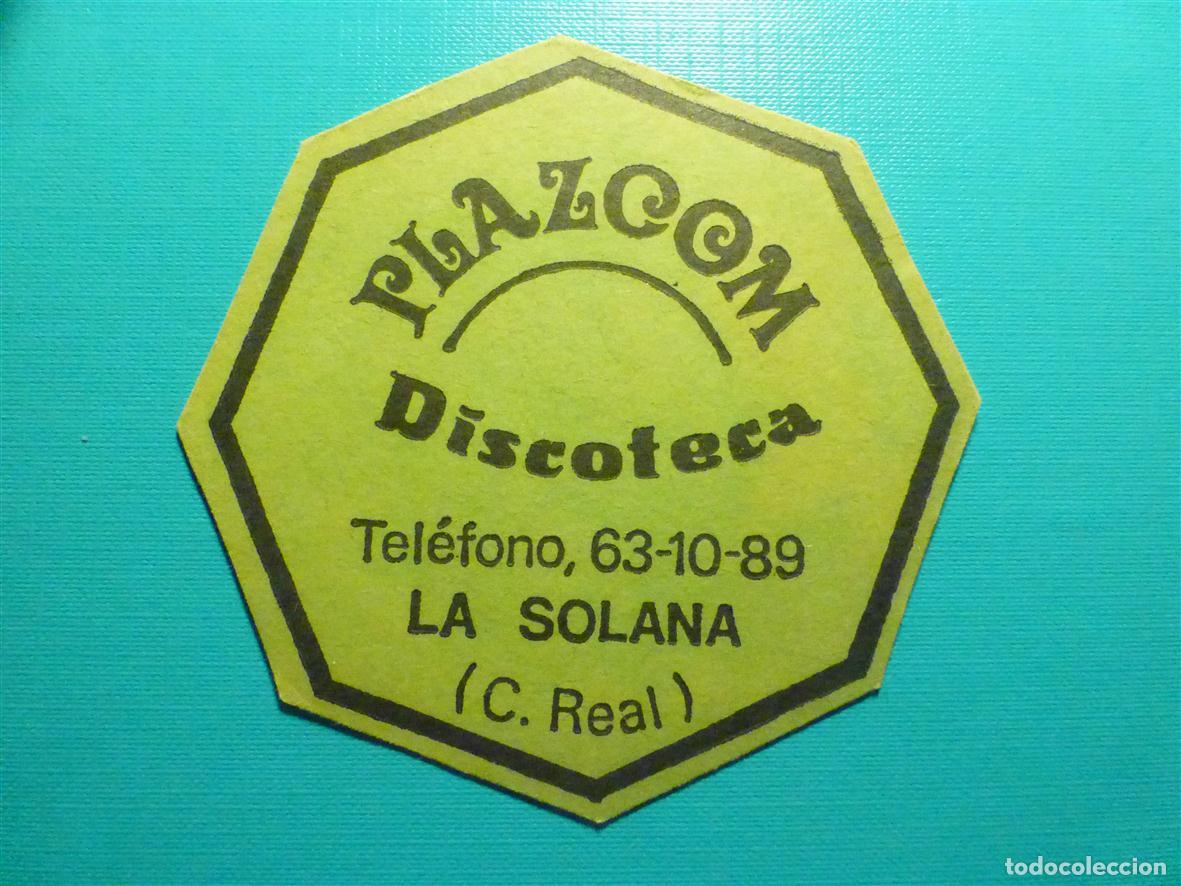 PLAZOOM
Discoteca
Teléfono, 63-10-89
LA SOLANA
(C. Real)
todocoleccion